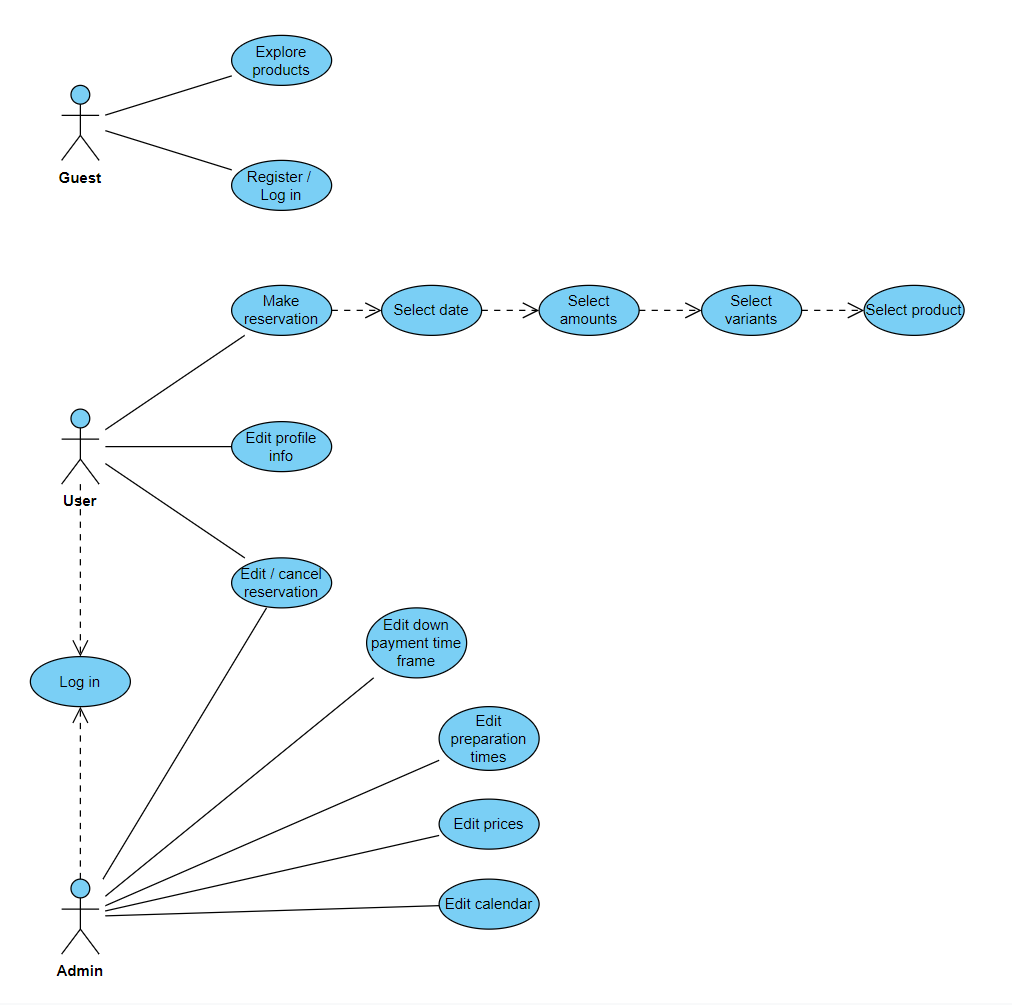 Explore
products
Guest
Register /
Log in
Make
reservation
Select date
Select
amounts
Select
variants
Select product
Edit profile
info
User
Edit / cancel
reservation
Edit down
payment time
frame
Log in
Edit
preparation
times
Edit prices
Edit calendar
Admin